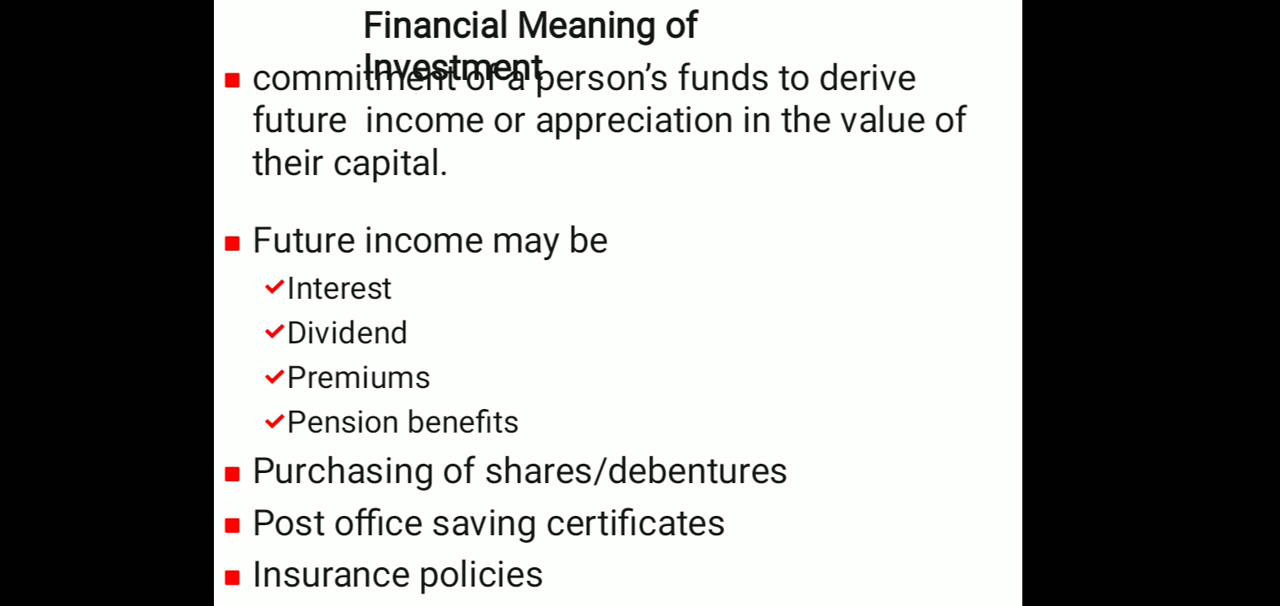 Financial Meaning of
Investment
commitment of a person’s funds to derive
future  income or appreciation in the value of
their capital.
Future income may be
Interest
Dividend
Premiums
Pension benefits
Purchasing of shares/debentures
Post office saving certificates
Insurance policies